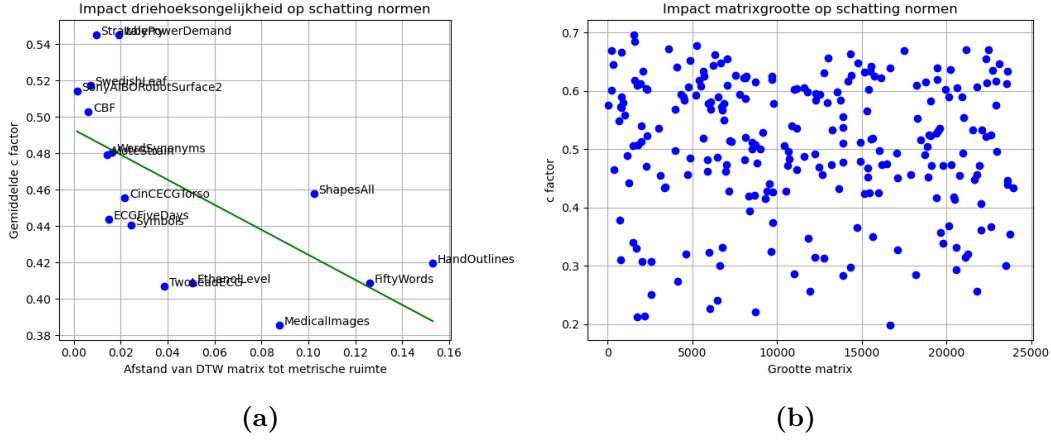 Impact driehoeksongelijkheid op schatting normen
Gemiddelde c factor
0.54
0.52
0.50
0.48
0.46
0.44
0.42
0.40
0.38
SwedishLeaf
SonyAIBORobotSurface2
CBF
WordSynonyms
MoteStrain
CinCECGTorso
ShapesAll
ECGFiveDays
Symbols
HandOutlines
EthanolLevel
TwoLeadECG
FiftyWords
MedicalImages
0.00 0.02 0.04 0.06 0.08 0.10 0.12 0.14 0.16
Afstand van DTW matrix tot metrische ruimte
(a)
Impact matrixgrootte op schatting normen
c factor
0.7
0.6
0.5
0.4
0.3
0.2
0 5000 10000 15000 20000 25000
Grootte matrix
(b)